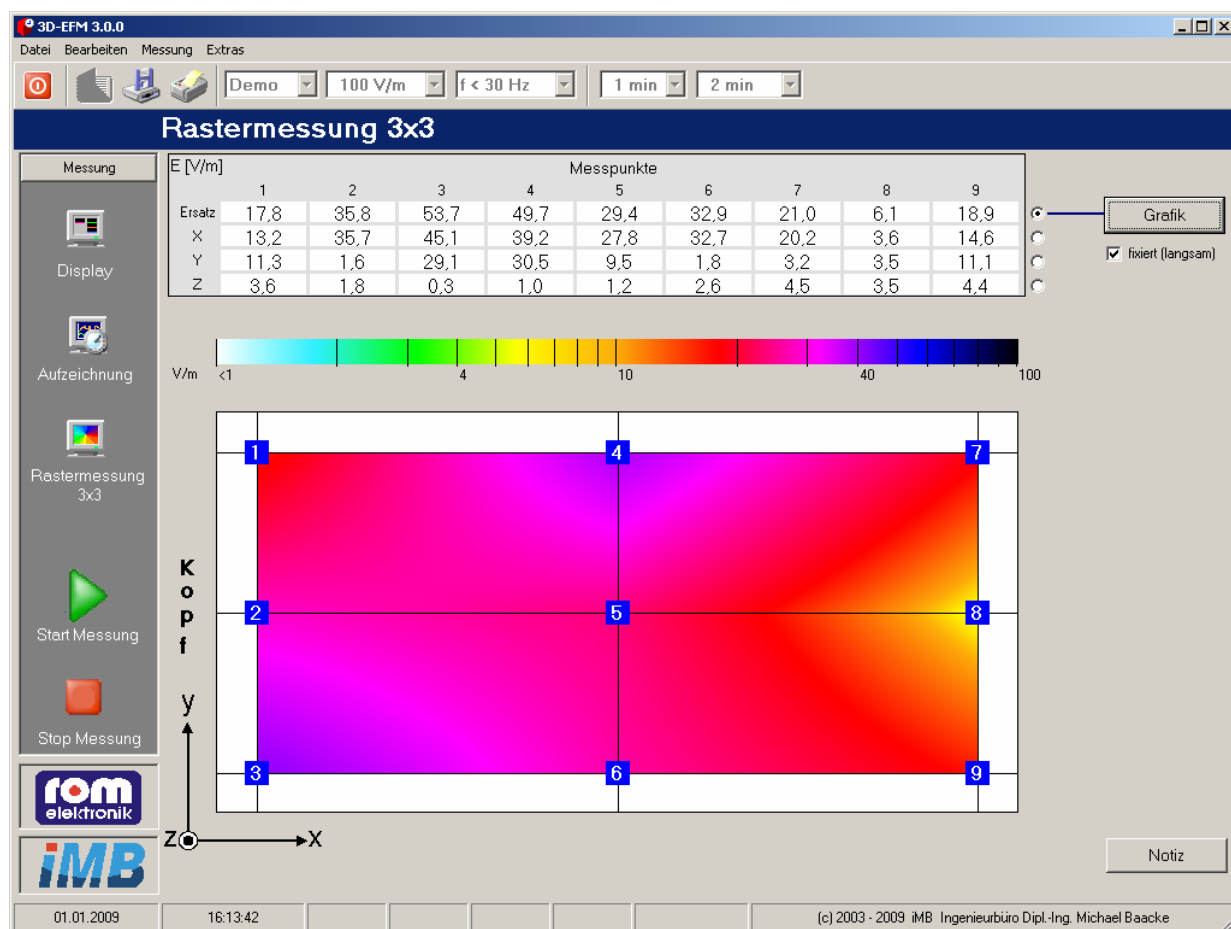 3D-EFM 3.0.0
Datei Bearbeiten Messung Extras
Demo 100 V/m f < 30 Hz 1 min 2 min
Rastermessung 3x3
Messung
Display
Aufzeichnung
Rastermessung
3x3
Start Messung
Stop Messung
rom
elektronik
iMB
E [V/m] Messpunkte
1 2 3 4 5 6 7 8 9
Ersatz 17,8 35,8 53,7 49,7 29,4 32,9 21,0 6,1 18,9
X 13,2 35,7 45,1 39,2 27,8 32,7 20,2 3,6 14,6
Y 11,3 1,6 29,1 30,5 9,5 1,8 3,2 3,5 11,1
Z 3,6 1,8 0,3 1,0 1,2 2,6 4,5 3,5 4,4
Grafik
fixiert (langsam)
V/m <1 4 10 40 100
1 4 7
Kopf
2 5 8
3 6 9
y
Z X
Notiz
01.01.2009 16:13:42 (c) 2003 - 2009 iMB Ingenieurbüro Dipl.-Ing. Michael Baacke